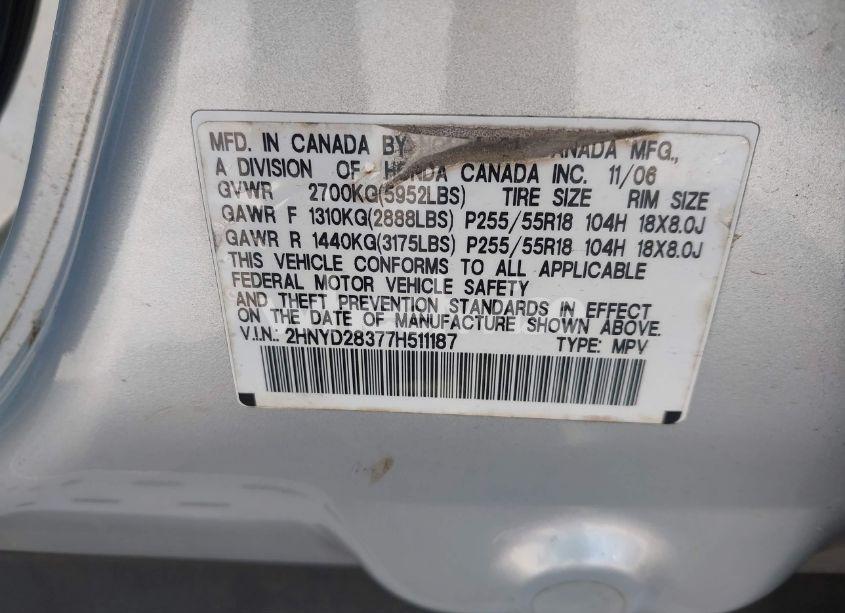 MFD. IN CANADA BY CANADA MFG.,
A DIVISION OF HONDA CANADA INC. 11/06
GVWR 2700KG(5952LBS) TIRE SIZE RIM SIZE
GAWR F 1310KG(2888LBS) P255/55R18 104H 18X8.0J
GAWR R 1440KG(3175LBS) P255/55R18 104H 18X8.0J
THIS VEHICLE CONFORMS TO ALL APPLICABLE
FEDERAL MOTOR VEHICLE SAFETY
AND THEFT PREVENTION STANDARDS IN EFFECT
ON THE DATE OF MANUFACTURE SHOWN ABOVE.
V.I.N.: 2HNYD28377H511187 TYPE: MPV